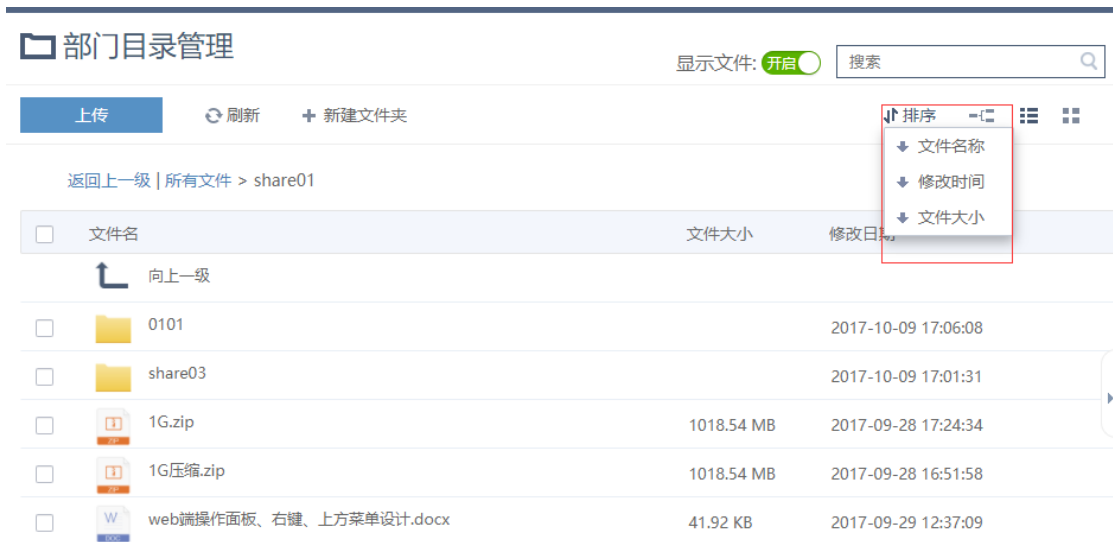 部门目录管理
显示文件: 开启 搜索
上传 刷新 新建文件夹 排序
文件名称
修改时间
文件大小
返回上一级 | 所有文件 > share01
文件名 文件大小 修改日期
向上一级
0101 2017-10-09 17:06:08
share03 2017-10-09 17:01:31
1G.zip 1018.54 MB 2017-09-28 17:24:34
ZIP
1G压缩.zip 1018.54 MB 2017-09-28 16:51:58
ZIP
web端操作面板、右键、上方菜单设计.docx 41.92 KB 2017-09-29 12:37:09
W
DOC